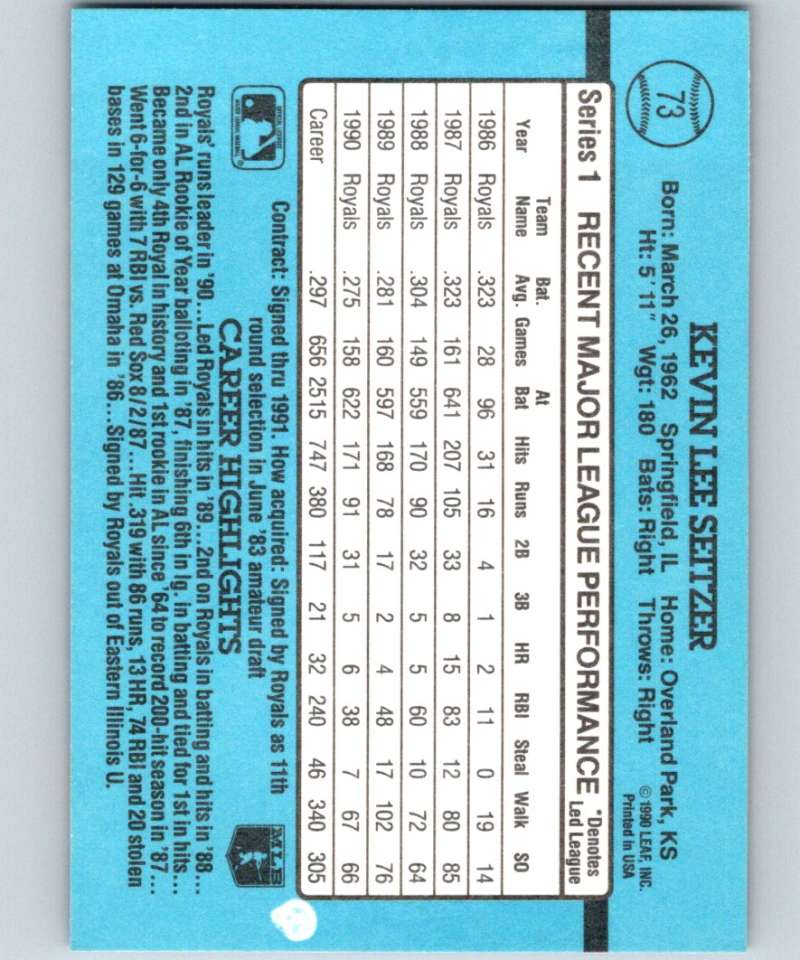 73
KEVIN LEE SEITZER
Born: March 26, 1962 Springfield, IL Home: Overland Park, KS
Ht: 5'11" Wgt: 180 Bats: Right Throws: Right
©1990 LEAF, INC.
Printed in USA
Series 1 RECENT MAJOR LEAGUE PERFORMANCE *Denotes Led League
Year Team Name Bat. Avg. Games At Bat Hits Runs 2B 3B HR RBI Steal Walk SO
1986 Royals .323 28 96 31 16 4 1 2 11 0 19 14
1987 Royals .323 161 641 207 105 33 8 15 83 12 80 85
1988 Royals .304 149 559 170 90 32 5 5 60 10 72 64
1989 Royals .281 160 597 168 78 17 2 4 48 17 102 76
1990 Royals .275 158 622 171 91 31 5 6 38 7 67 66
Career .297 656 2515 747 380 117 21 32 240 46 340 305
Contract: Signed thru 1991. How acquired: Signed by Royals as 11th
round selection in June '83 amateur draft
MLB
CAREER HIGHLIGHTS
Royals' runs leader in '90...Led Royals in hits in '89...2nd on Royals in batting and hits in '88...
2nd in AL Rookie of Year balloting in '87, finishing 6th in lg. in batting and tied for 1st in hits...
Became only 4th Royal in history and 1st rookie in AL since '64 to record 200-hit season in '87...
Went 6-for-6 with 7 RBI vs. Red Sox 8/2/87...Hit .319 with 86 runs, 13 HR, 74 RBI and 20 stolen
bases in 129 games at Omaha in '86...Signed by Royals out of Eastern Illinois U.